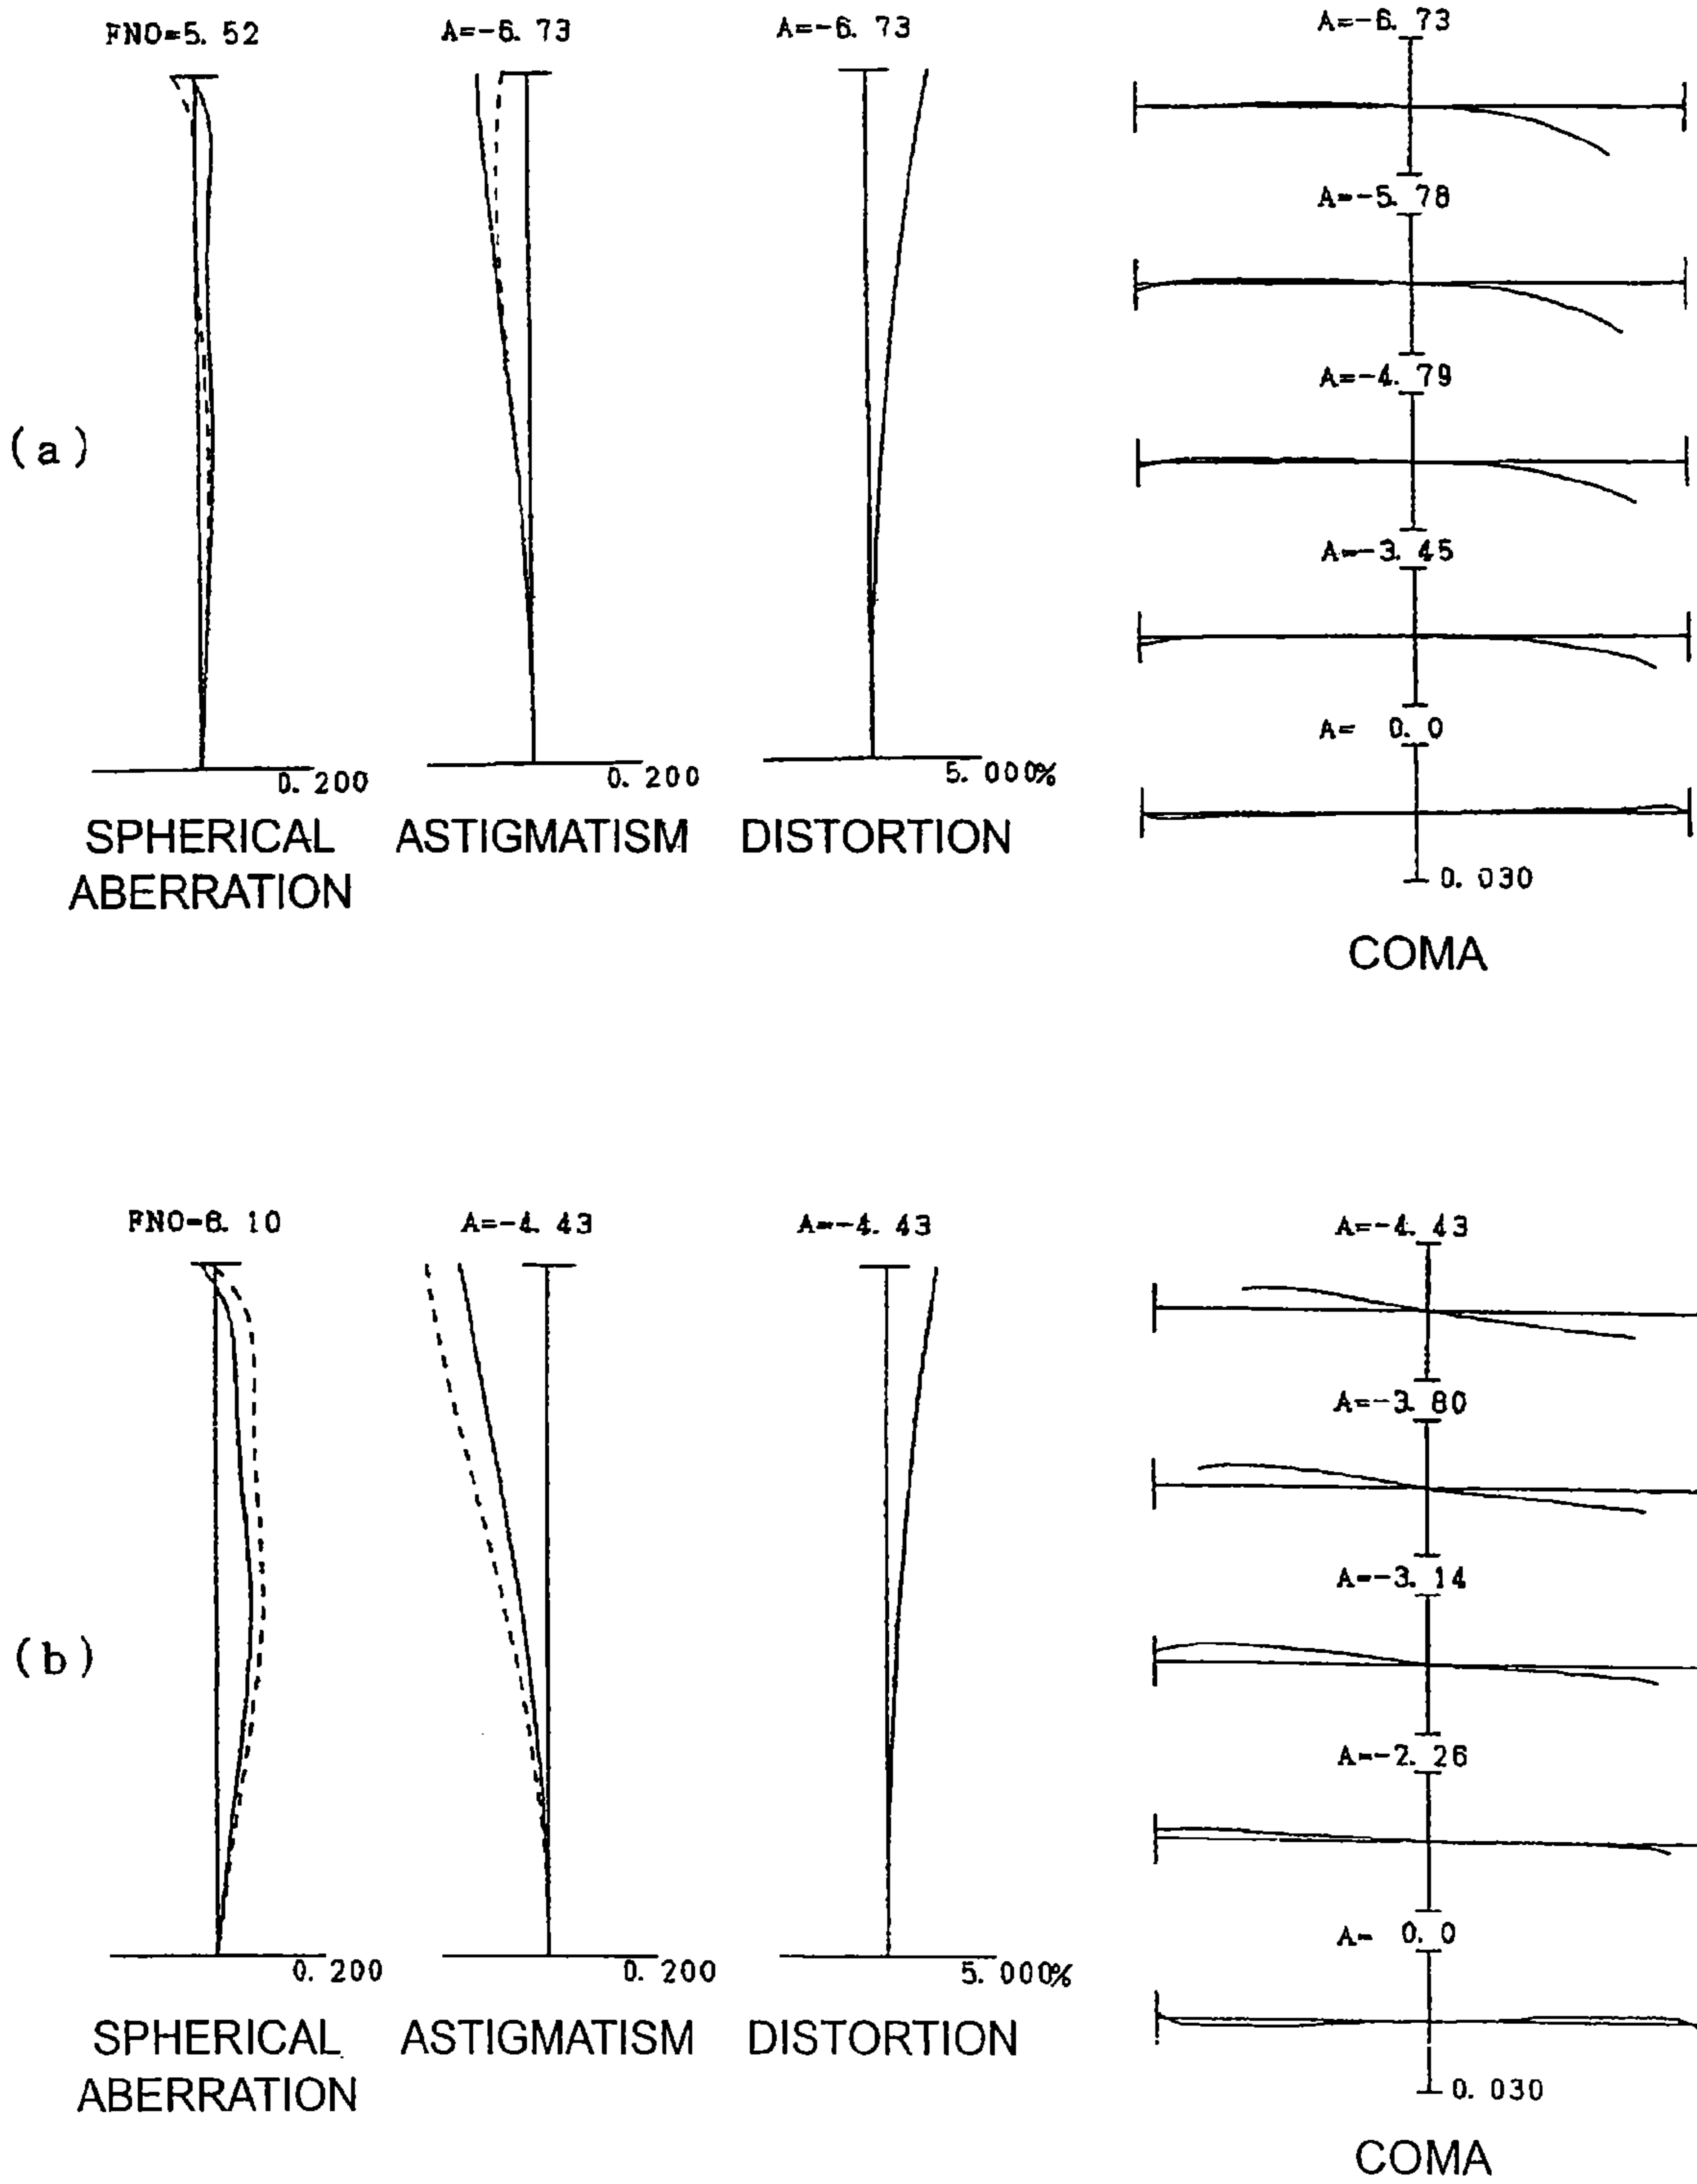 FNO=5. 52
A=-6. 73
A=-6. 73
A=-6. 73
A=-5. 78
A=-4. 79
A=-3. 45
A= 0. 0
(a)
0. 200
0. 200
5. 000%
0. 030
SPHERICAL
ABERRATION
ASTIGMATISM
DISTORTION
COMA
FNO=6. 10
A=-4. 43
A=-4. 43
A=-4. 43
A=-3. 80
A=-3. 14
A=-2. 26
A= 0. 0
(b)
0. 200
0. 200
5. 000%
0. 030
SPHERICAL
ABERRATION
ASTIGMATISM
DISTORTION
COMA